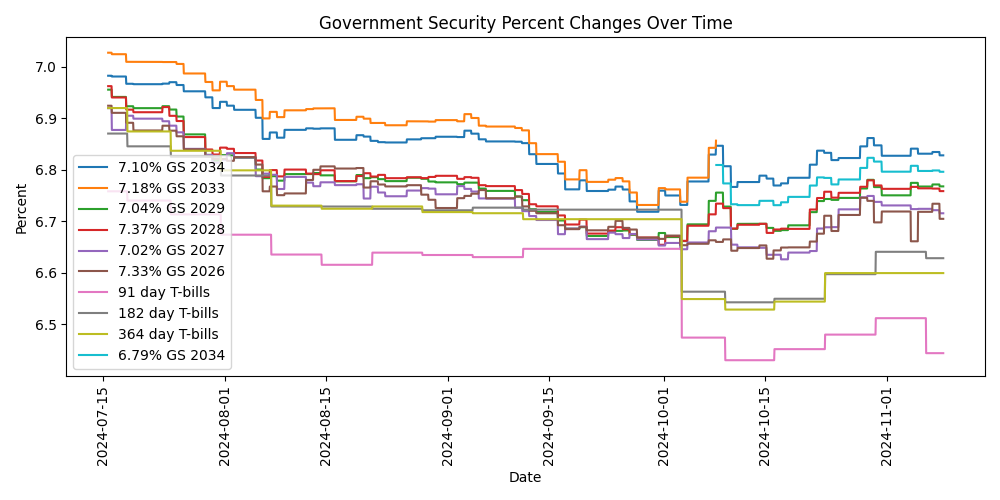 Government Security Percent Changes Over Time
Percent
7.0
6.9
6.8
6.7
6.6
6.5
7.10% GS 2034
7.18% GS 2033
7.04% GS 2029
7.37% GS 2028
7.02% GS 2027
7.33% GS 2026
91 day T-bills
182 day T-bills
364 day T-bills
6.79% GS 2034
2024-07-15
2024-08-01
2024-08-15
2024-09-01
2024-09-15
2024-10-01
2024-10-15
2024-11-01
Date